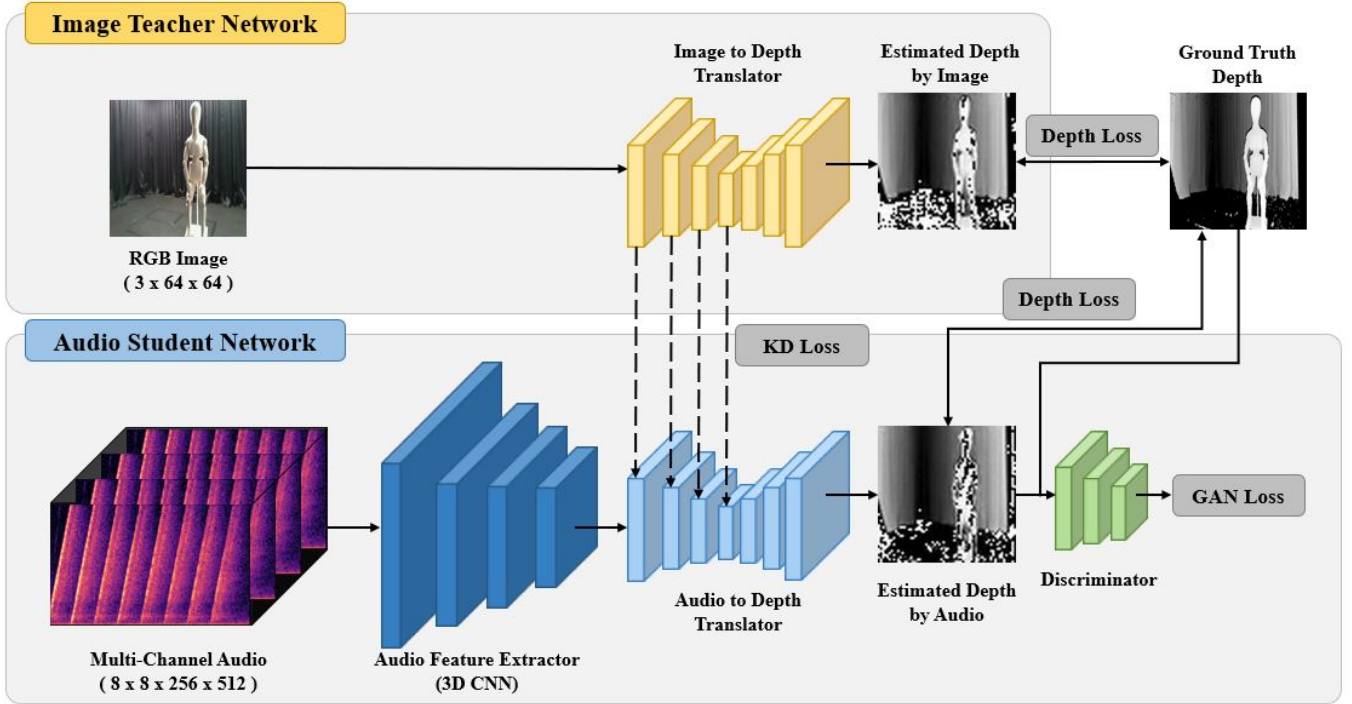 Image Teacher Network
Image to Depth
Translator
Estimated Depth
by Image
Ground Truth
Depth
Depth Loss
RGB Image
( 3 x 64 x 64 )
Depth Loss
Audio Student Network
KD Loss
GAN Loss
Discriminator
Audio to Depth
Translator
Estimated Depth
by Audio
Multi-Channel Audio
( 8 x 8 x 256 x 512 )
Audio Feature Extractor
(3D CNN)